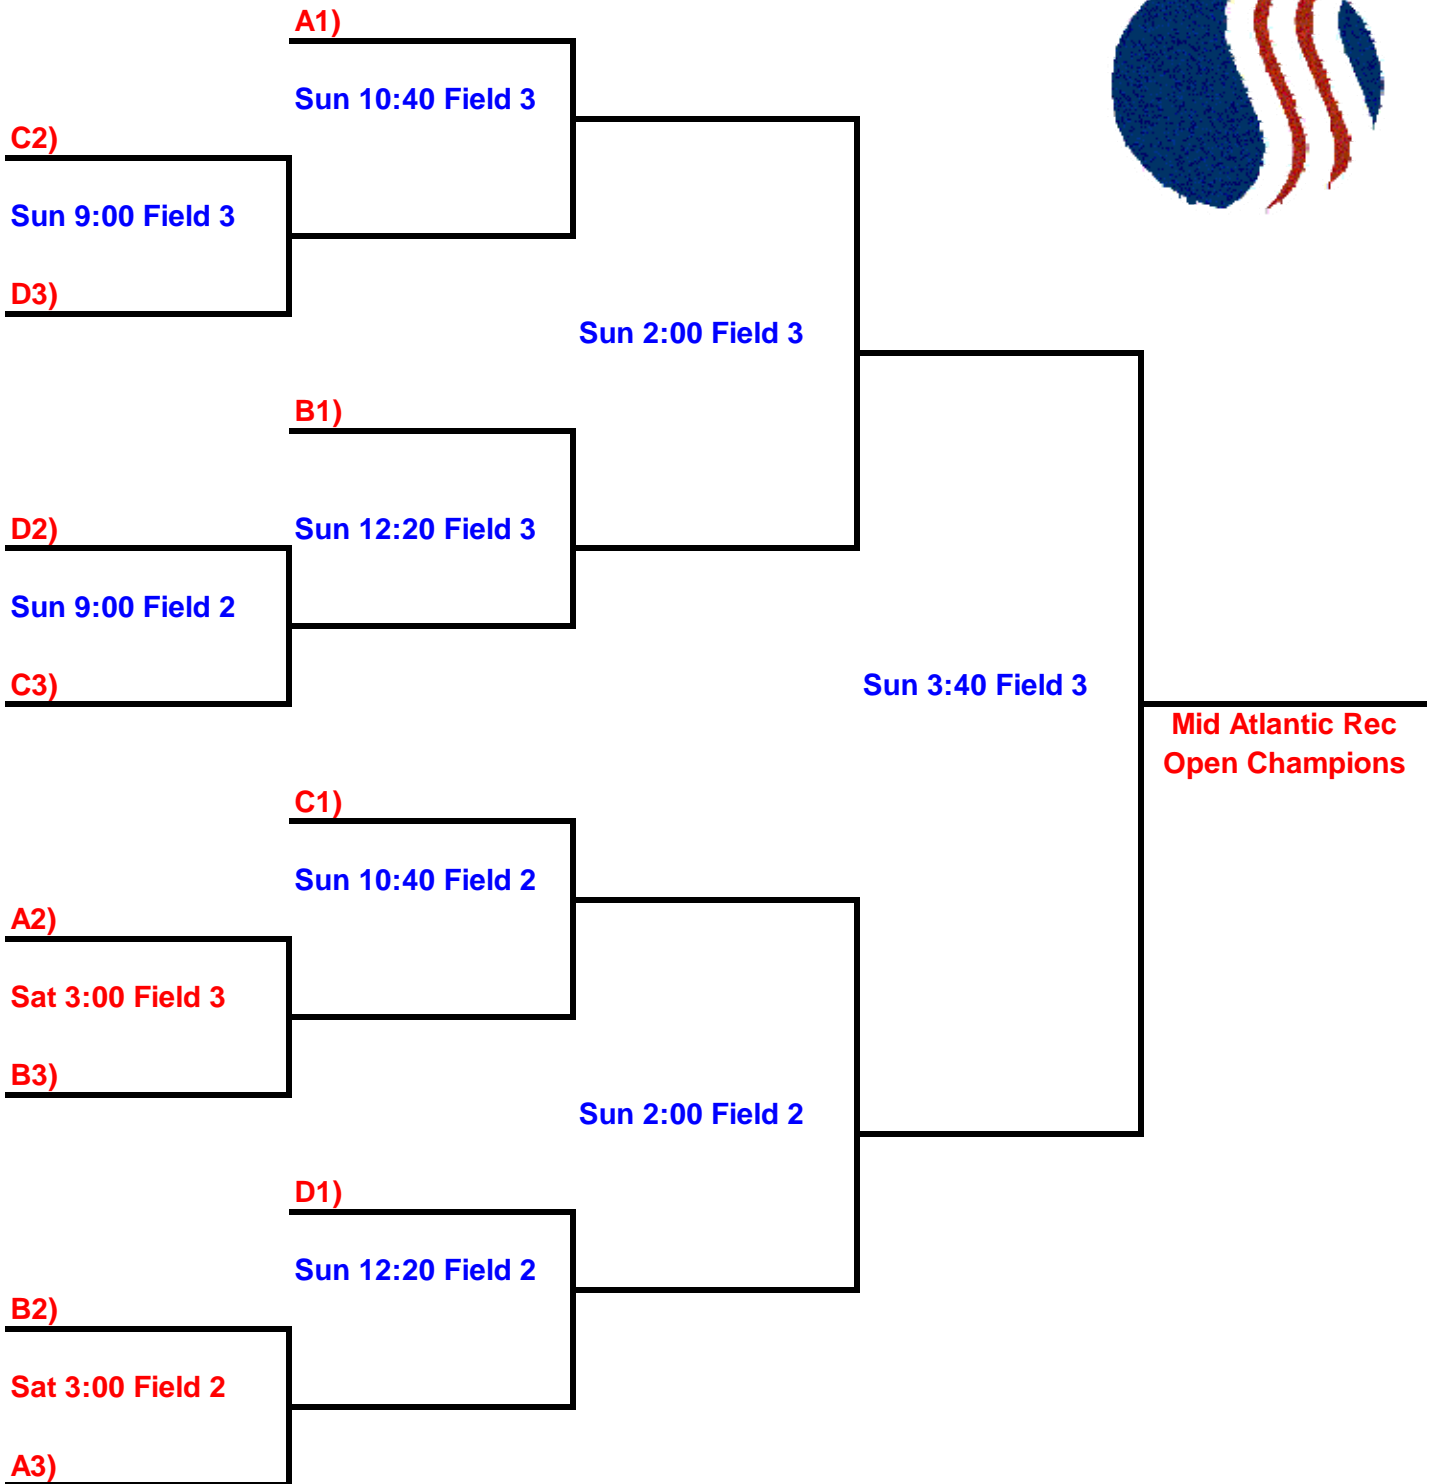 A1)
Sun 10:40 Field 3
C2)
Sun 9:00 Field 3
D3)
Sun 2:00 Field 3
B1)
D2)
Sun 12:20 Field 3
Sun 9:00 Field 2
C3)
Sun 3:40 Field 3
Mid Atlantic Rec
Open Champions
C1)
Sun 10:40 Field 2
A2)
Sat 3:00 Field 3
B3)
Sun 2:00 Field 2
D1)
Sun 12:20 Field 2
B2)
Sat 3:00 Field 2
A3)